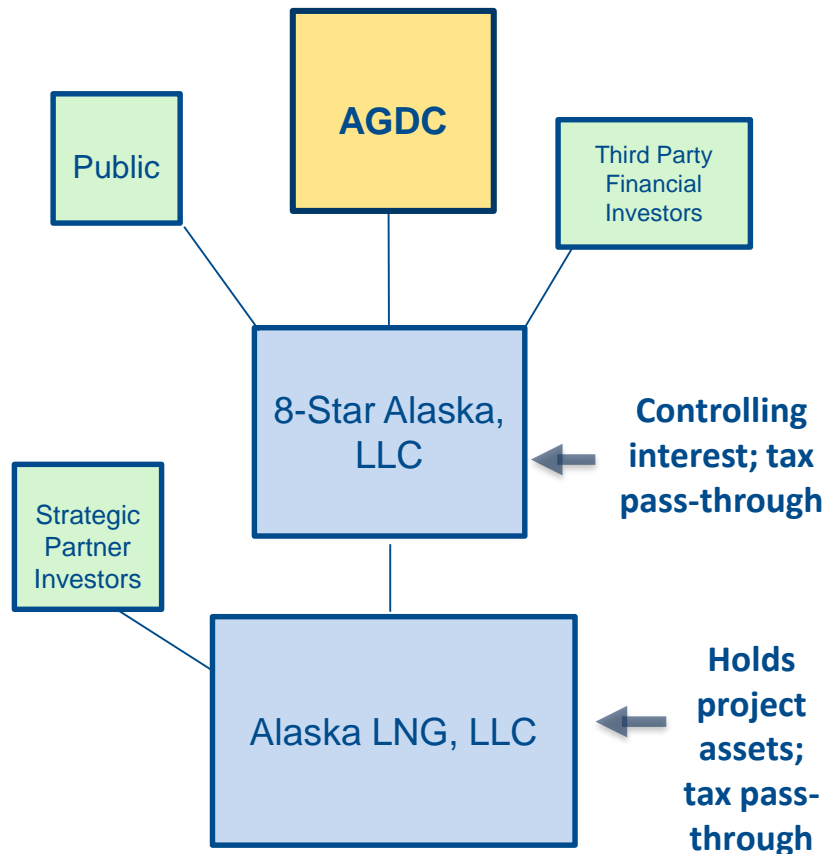 AGDC
Public
Third Party
Financial
Investors
8-Star Alaska,
LLC
Controlling
interest; tax
pass-through
Strategic
Partner
Investors
Alaska LNG, LLC
Holds
project
assets;
tax pass-
through